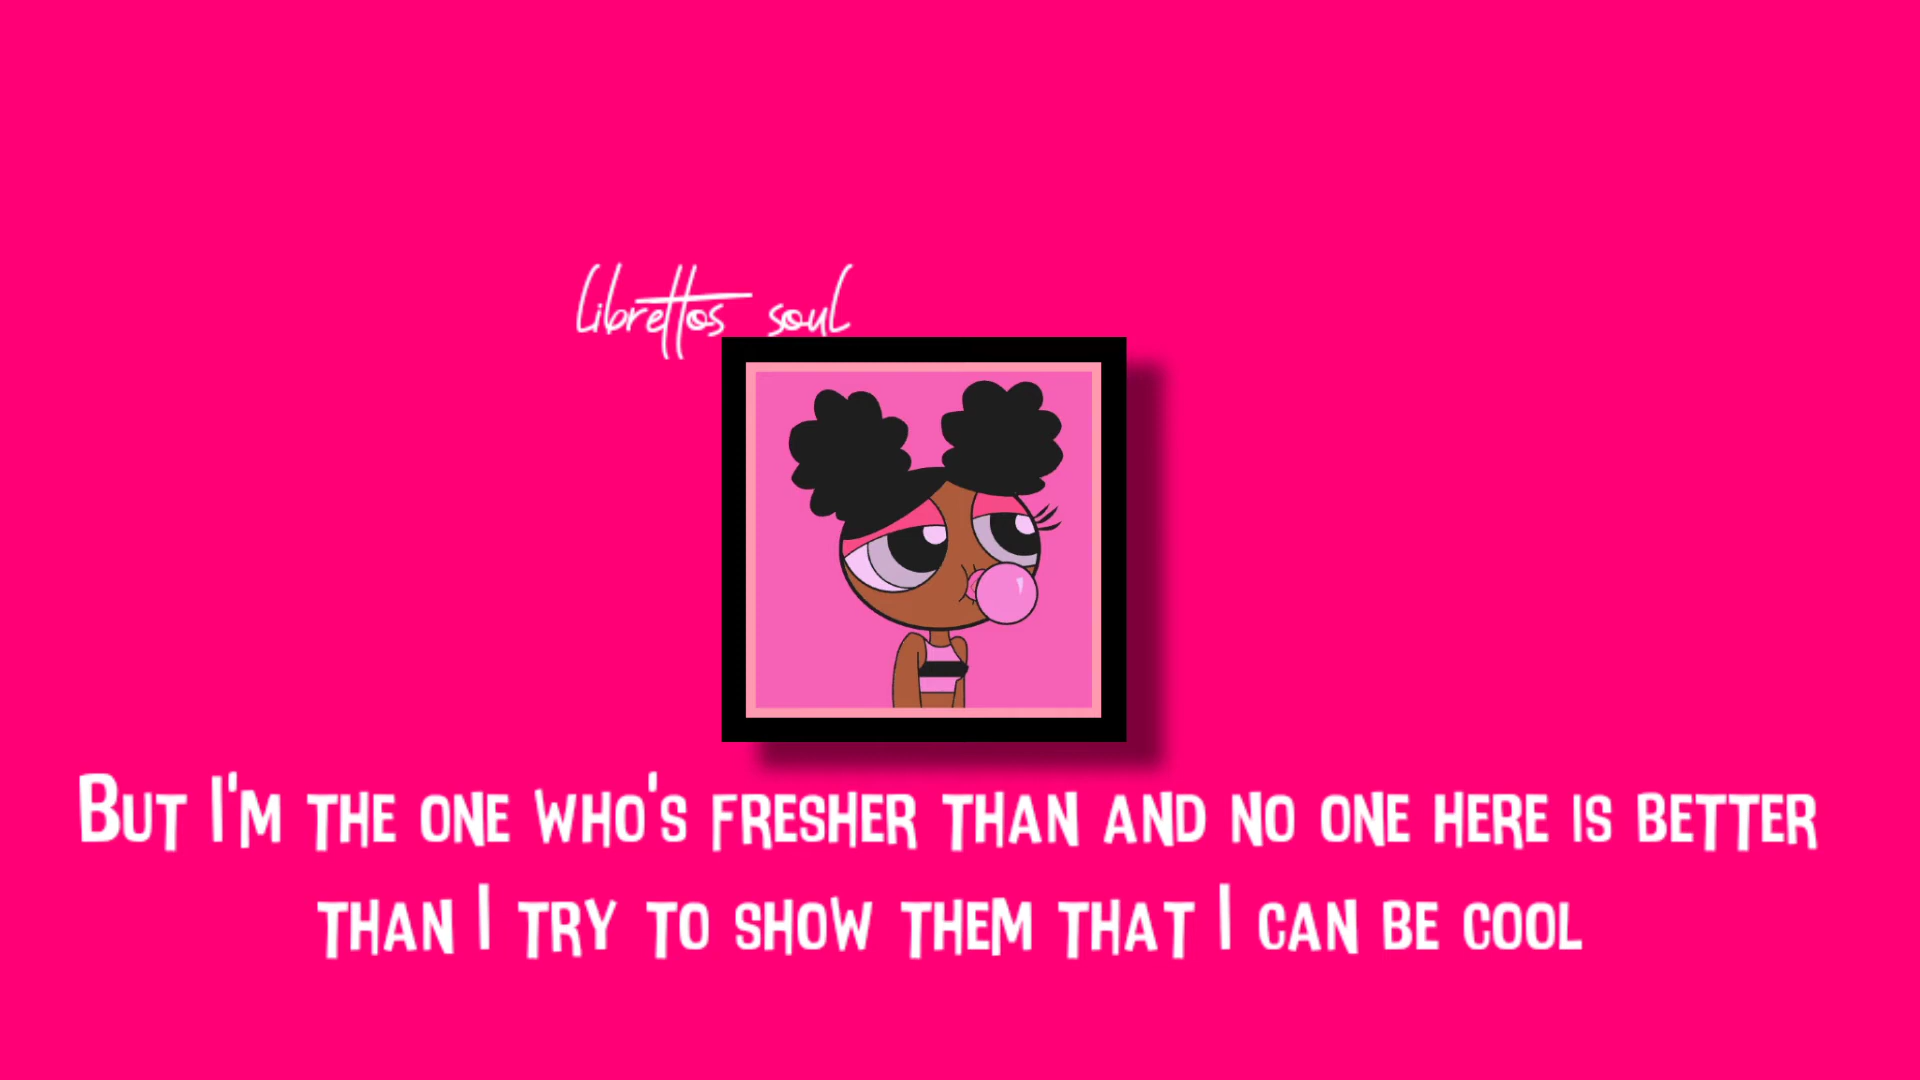 librettos soul
But I'm the one who's fresher than and no one here is better
than I try to show them that I can be cool